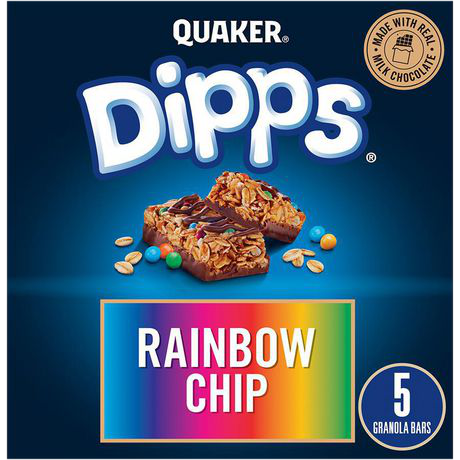 QUAKER®
MADE WITH REAL
MILK CHOCOLATE
Dipps®
RAINBOW
CHIP
5
GRANOLA BARS